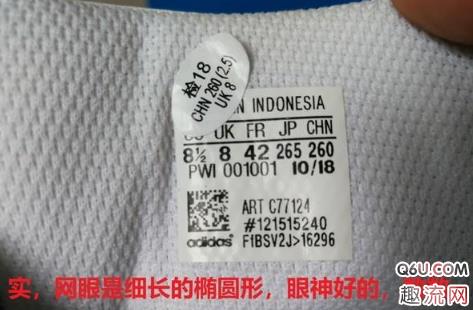 检18
CHN 260(2.5)
UK 8
IN INDONESIA
UK FR JP CHN
8½ 8 42 265 260
PWI 001001 10/18
ART C77124
#121515240
adidas F1BSV2J>16296
实，网眼是细长的椭圆形，眼神好的，
Q6U.COM
趣流网